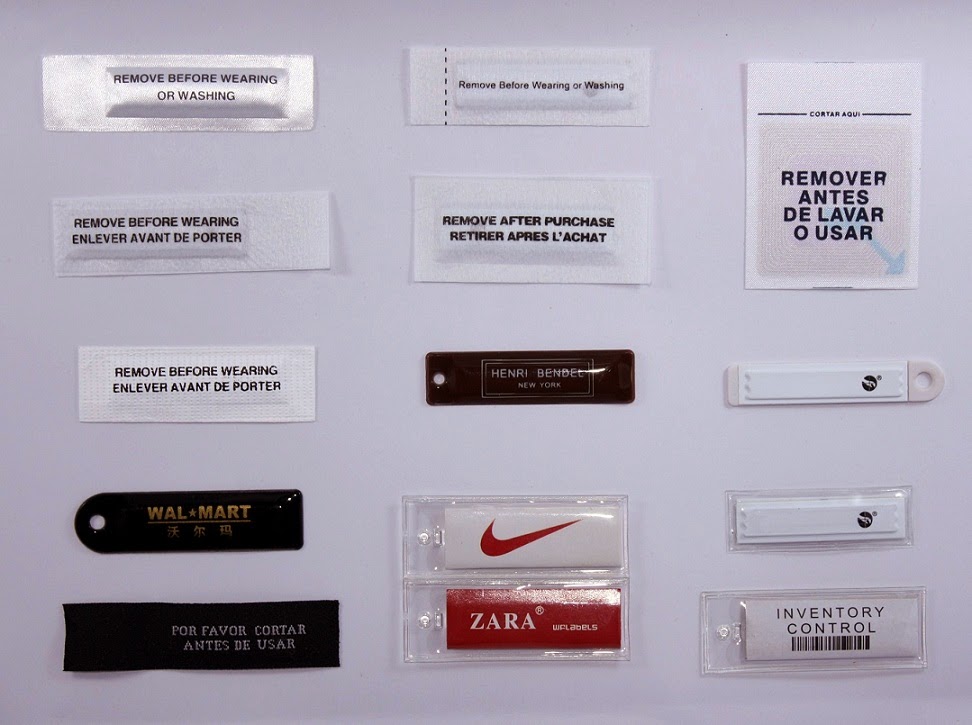 REMOVE BEFORE WEARING
OR WASHING
Remove Before Wearing or Washing
CORTAR AQUI
REMOVER
ANTES
DE LAVAR
O USAR
REMOVE BEFORE WEARING
ENLEVER AVANT DE PORTER
REMOVE AFTER PURCHASE
RETIRER APRES L'ACHAT
REMOVE BEFORE WEARING
ENLEVER AVANT DE PORTER
HENRI BENDEL
NEW YORK
®
WAL★MART
沃尔玛
®
ZARA®
WPLABELS
POR FAVOR CORTAR
ANTES DE USAR
INVENTORY
CONTROL